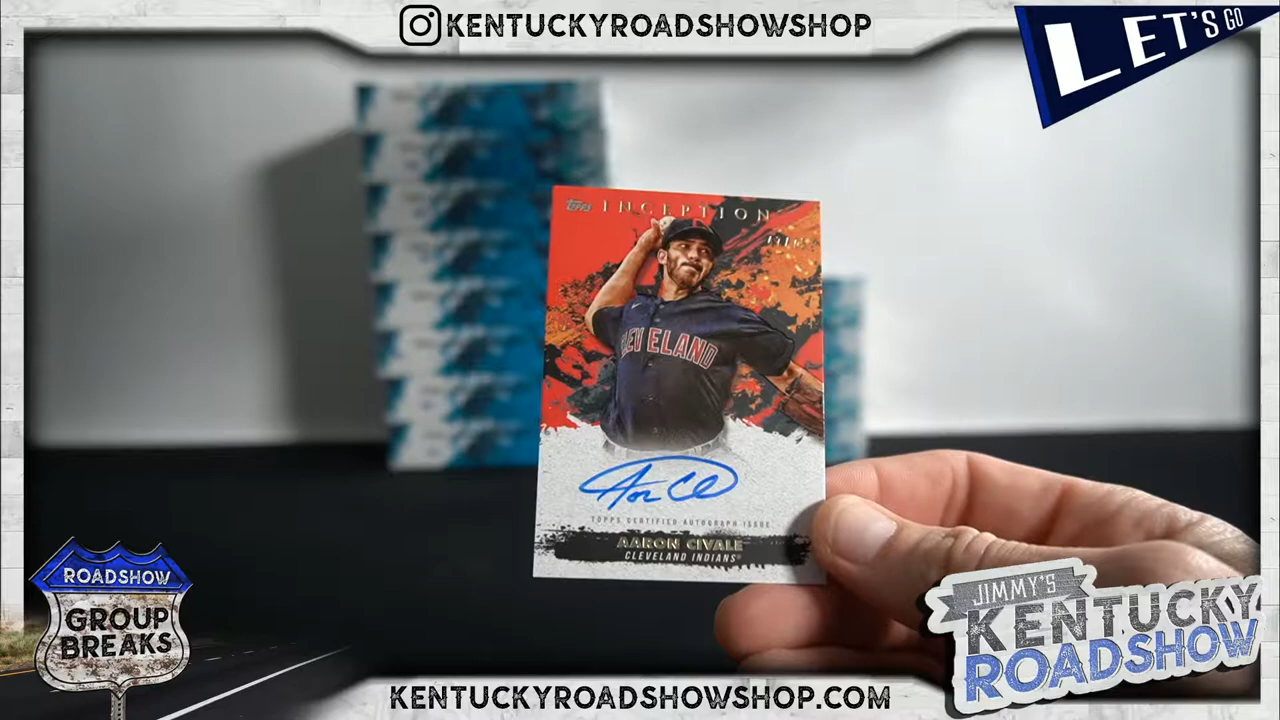 KENTUCKYROADSHOWSHOP
LET'S GO
TOPPS INCEPTION
CLEVELAND
TOPPS CERTIFIED AUTOGRAPH ISSUE
AARON CIVALE
CLEVELAND INDIANS
ROADSHOW
GROUP
BREAKS
JIMMY'S
KENTUCKY
ROADSHOW
KENTUCKYROADSHOWSHOP.COM